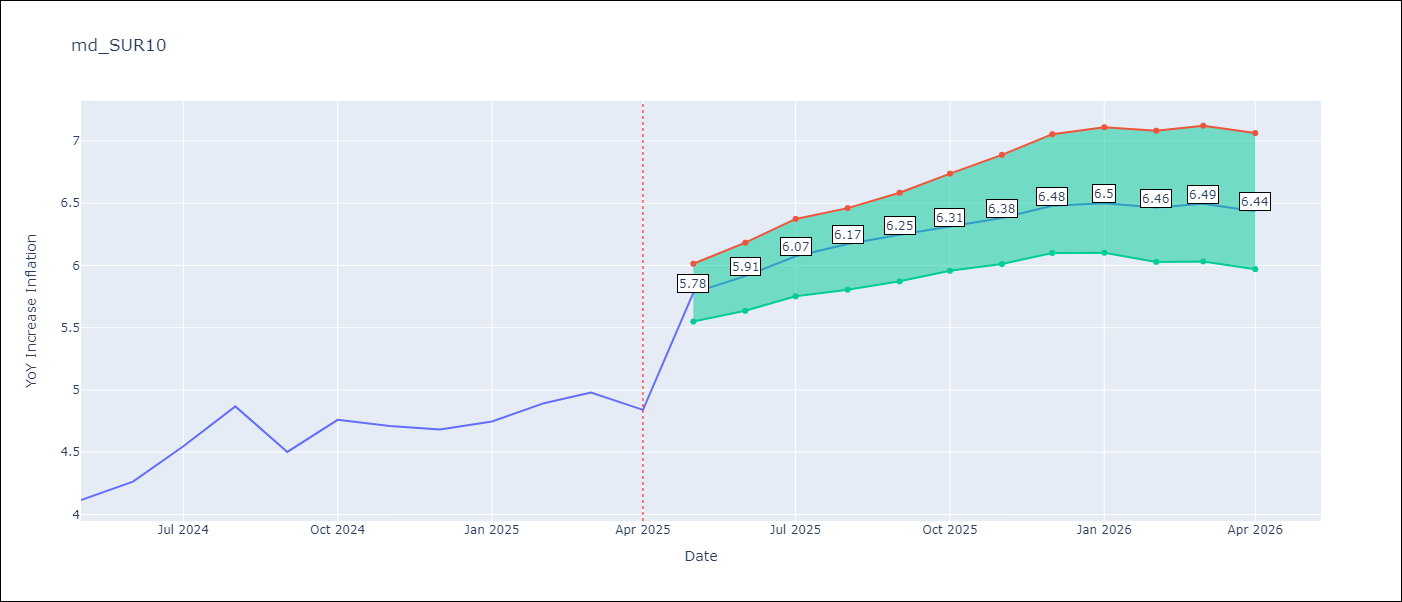 md_SUR10
YoY Increase Inflation
7
6.5
6
5.5
5
4.5
4
5.78
5.91
6.07
6.17
6.25
6.31
6.38
6.48
6.5
6.46
6.49
6.44
Jul 2024
Oct 2024
Jan 2025
Apr 2025
Jul 2025
Oct 2025
Jan 2026
Apr 2026
Date